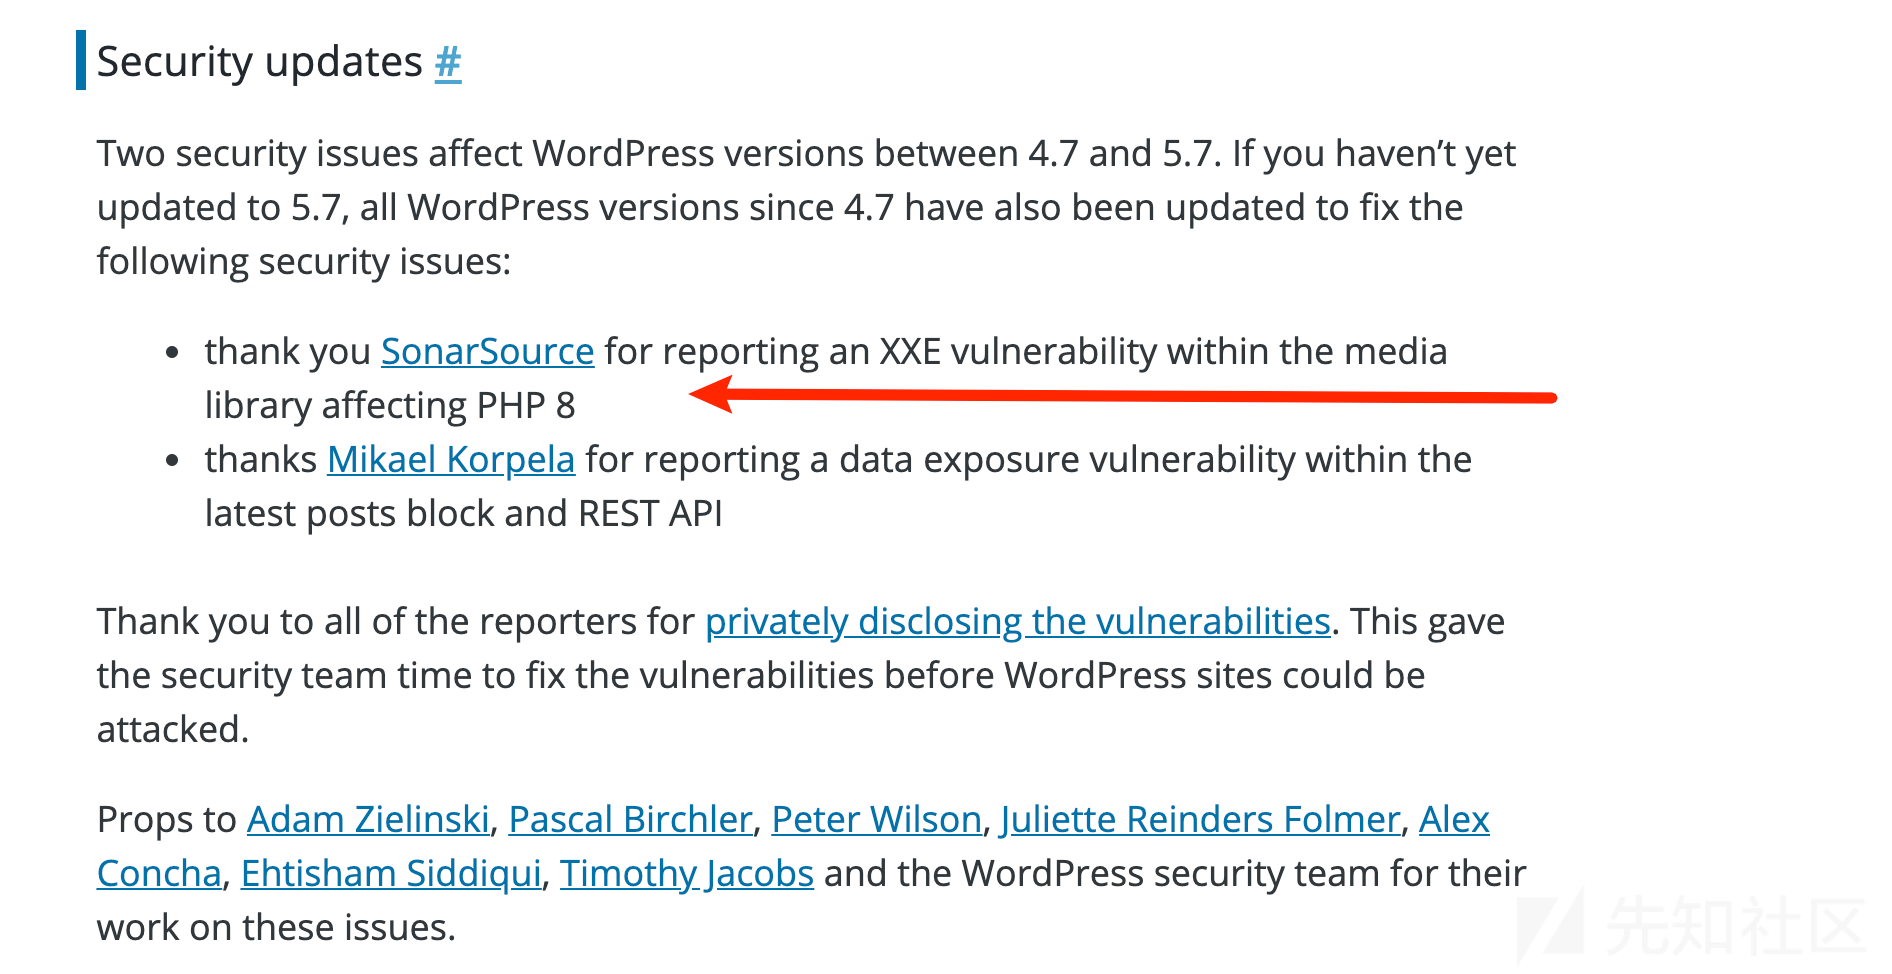 Security updates #
Two security issues affect WordPress versions between 4.7 and 5.7. If you haven’t yet
updated to 5.7, all WordPress versions since 4.7 have also been updated to fix the
following security issues:
• thank you SonarSource for reporting an XXE vulnerability within the media
library affecting PHP 8
• thanks Mikael Korpela for reporting a data exposure vulnerability within the
latest posts block and REST API
Thank you to all of the reporters for privately disclosing the vulnerabilities. This gave
the security team time to fix the vulnerabilities before WordPress sites could be
attacked.
Props to Adam Zielinski, Pascal Birchler, Peter Wilson, Juliette Reinders Folmer, Alex
Concha, Ehtisham Siddiqui, Timothy Jacobs and the WordPress security team for their
work on these issues.
先知社区